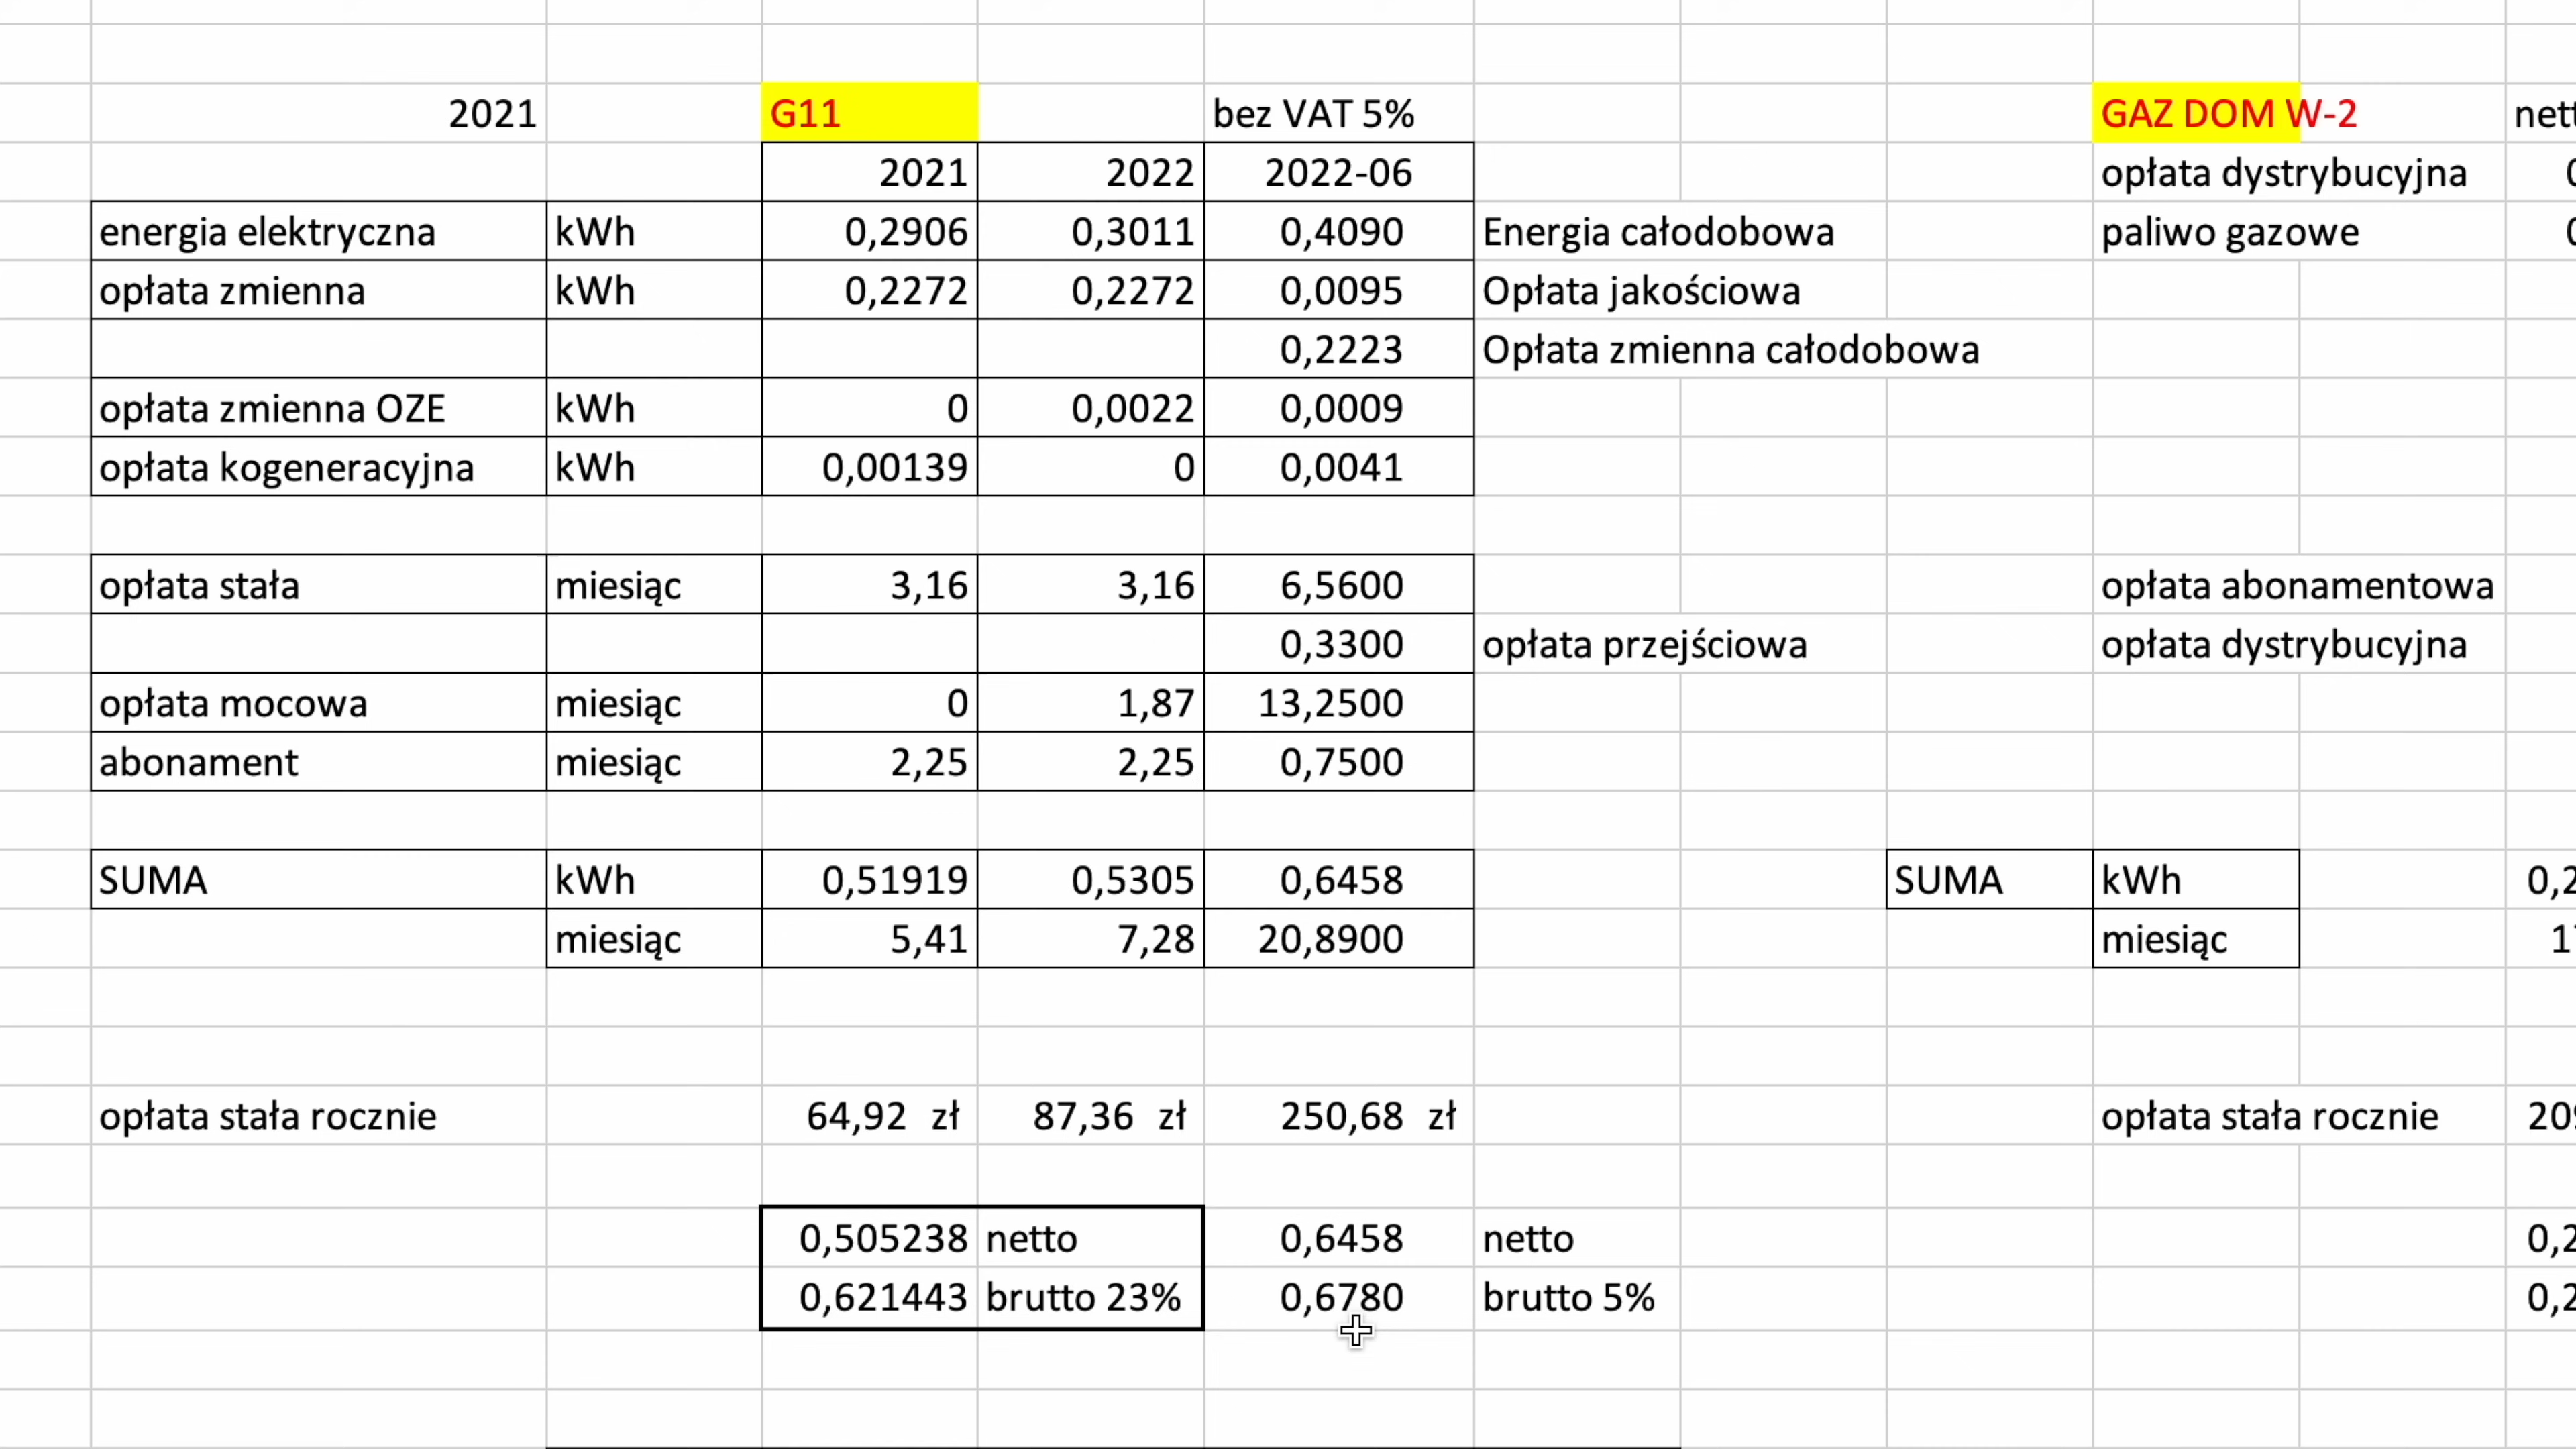 2021 G11 bez VAT 5% GAZ DOM W-2
2021 2022 2022-06 opłata dystrybucyjna
energia elektryczna kWh 0,2906 0,3011 0,4090 Energia całodobowa paliwo gazowe
opłata zmienna kWh 0,2272 0,2272 0,0095 Opłata jakościowa
0,2223 Opłata zmienna całodobowa
opłata zmienna OZE kWh 0 0,0022 0,0009
opłata kogeneracyjna kWh 0,00139 0 0,0041
opłata stała miesiąc 3,16 3,16 6,5600 opłata abonamentowa
0,3300 opłata przejściowa opłata dystrybucyjna
opłata mocowa miesiąc 0 1,87 13,2500
abonament miesiąc 2,25 2,25 0,7500
SUMA kWh 0,51919 0,5305 0,6458 SUMA kWh
miesiąc 5,41 7,28 20,8900 miesiąc
opłata stała rocznie 64,92 zł 87,36 zł 250,68 zł opłata stała rocznie
0,505238 netto 0,6458 netto
0,621443 brutto 23% 0,6780 brutto 5%